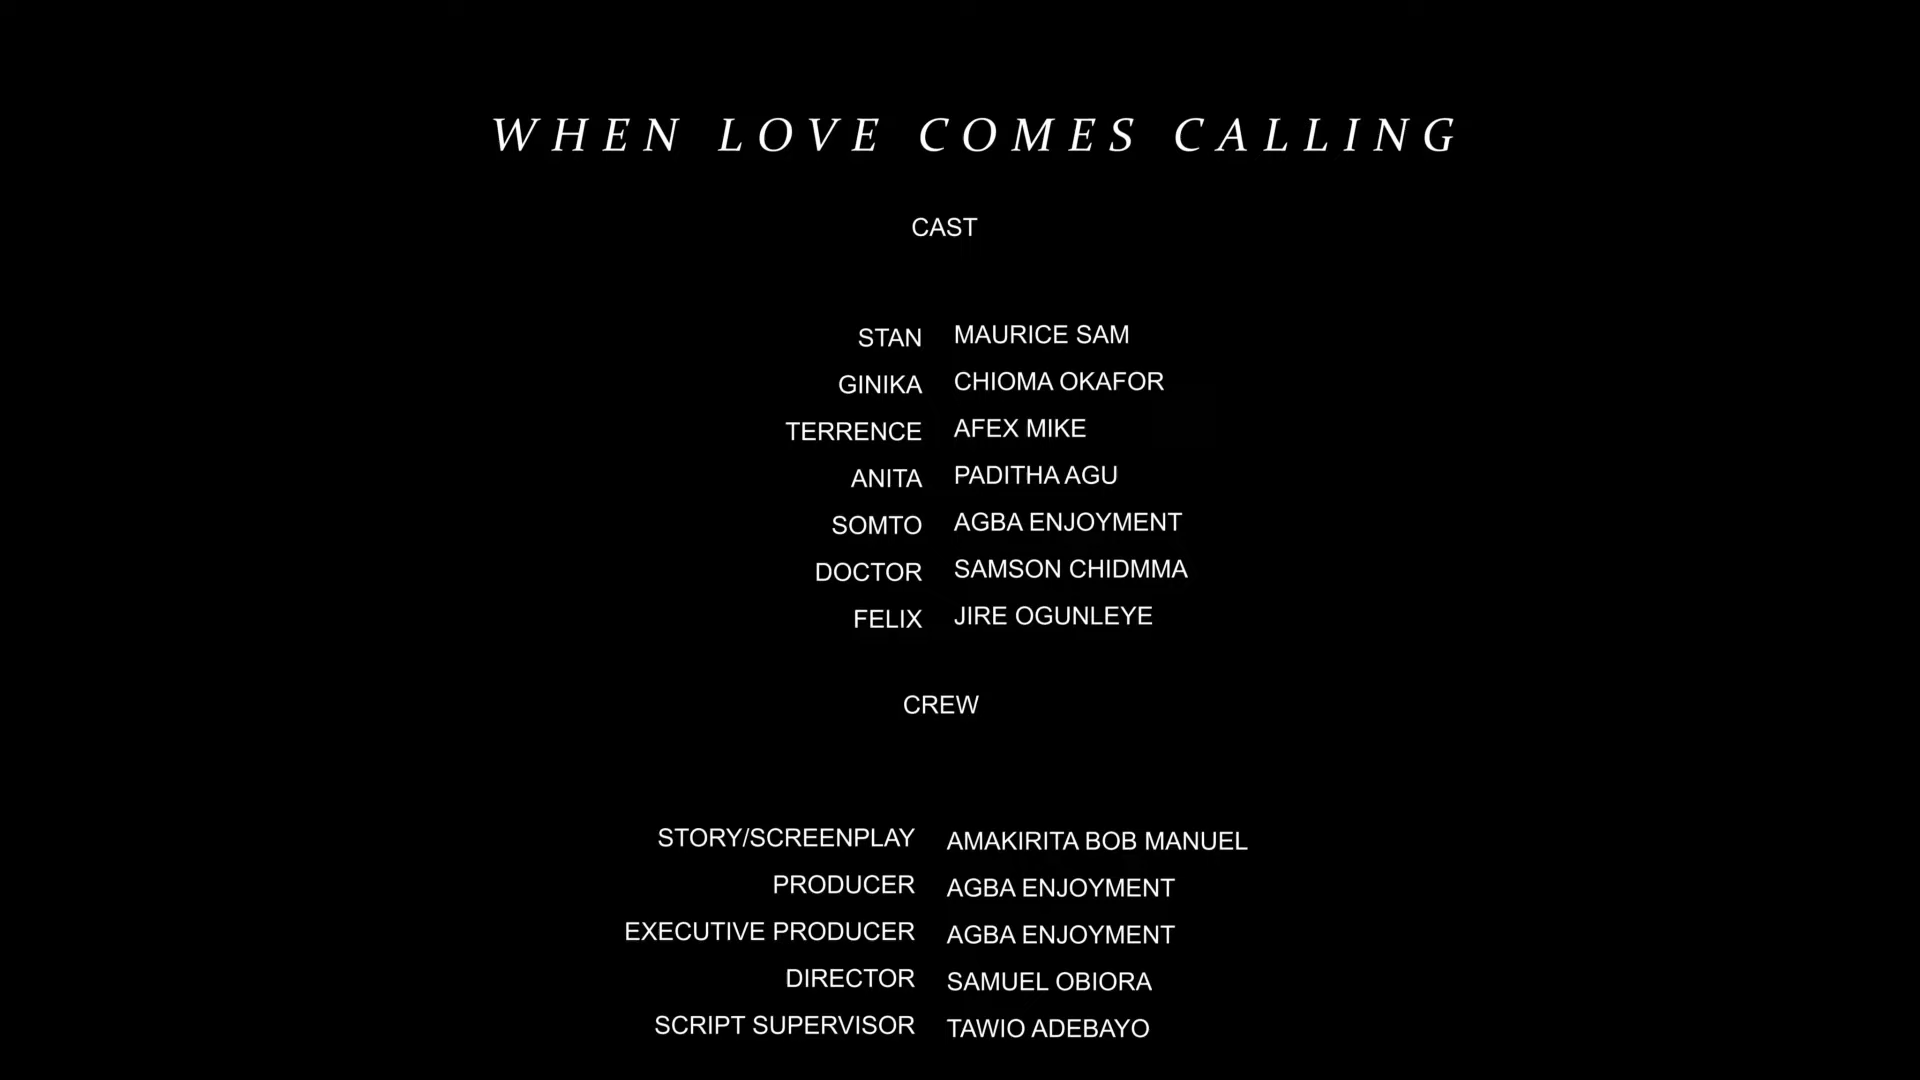 WHEN LOVE COMES CALLING
CAST
STAN MAURICE SAM
GINIKA CHIOMA OKAFOR
TERRENCE AFEX MIKE
ANITA PADITHA AGU
SOMTO AGBA ENJOYMENT
DOCTOR SAMSON CHIDMMA
FELIX JIRE OGUNLEYE
CREW
STORY/SCREENPLAY AMAKIRITA BOB MANUEL
PRODUCER AGBA ENJOYMENT
EXECUTIVE PRODUCER AGBA ENJOYMENT
DIRECTOR SAMUEL OBIORA
SCRIPT SUPERVISOR TAWIO ADEBAYO